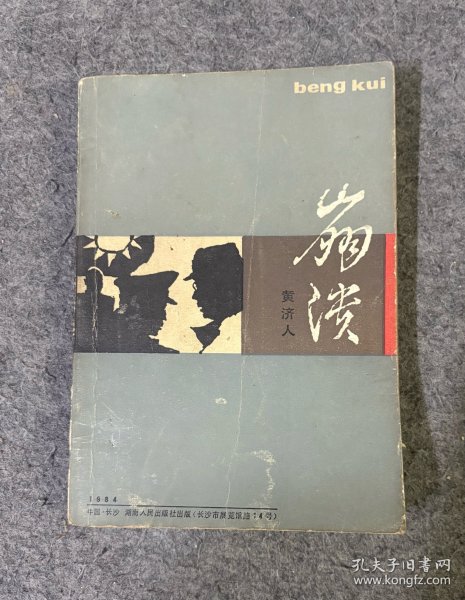 beng kui
崩溃
黄济人
1984
中国·长沙 湖南人民出版社出版(长沙市展览馆路14号)
孔夫子旧书网
www.kongfz.com